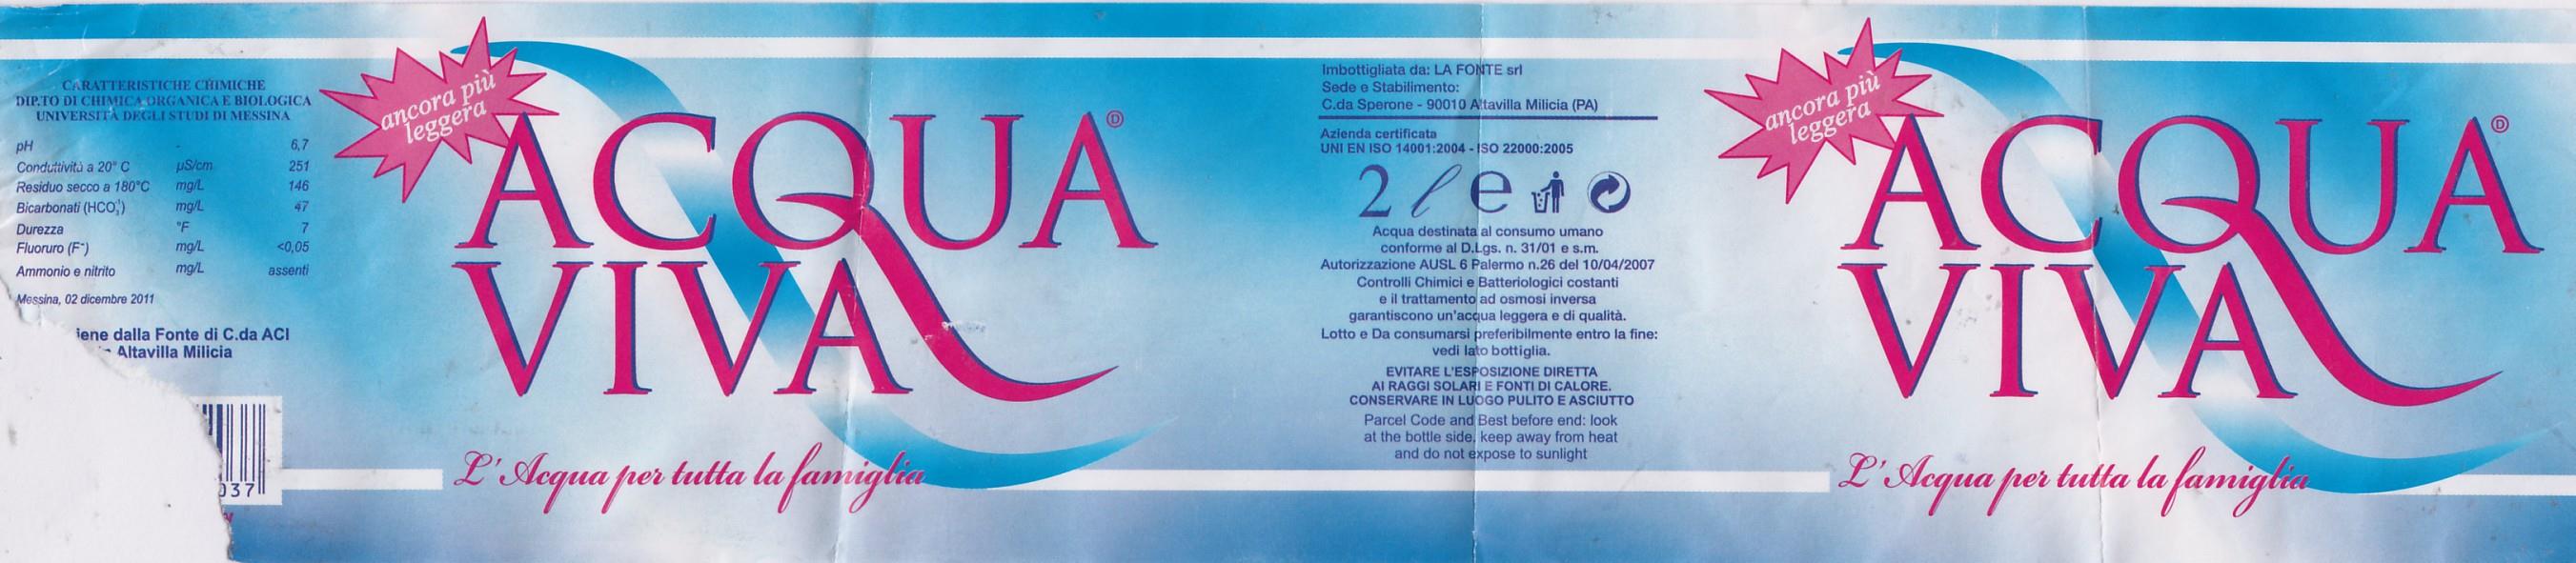 CARATTERISTICHE CHIMICHE
DIP.TO DI CHIMICA ORGANICA E BIOLOGICA
UNIVERSITÀ DEGLI STUDI DI MESSINA
pH - 6,7
Conduttività a 20° C µS/cm 251
Residuo secco a 180°C mg/L 146
Bicarbonati (HCO₃⁻) mg/L 47
Durezza °F 7
Fluoruro (F⁻) mg/L <0,05
Ammonio e nitrito mg/L assenti
Messina, 02 dicembre 2011
dalla Fonte di C.da ACI
Altavilla Milicia
037
ancora più
leggera
ACQUA
VIVA
L' Acqua per tutta la famiglia
Imbottigliata da: LA FONTE srl
Sede e Stabilimento:
C.da Sperone - 90010 Altavilla Milicia (PA)
Azienda certificata
UNI EN ISO 14001:2004 - ISO 22000:2005
2 ℓ e
Acqua destinata al consumo umano
conforme al D.Lgs. n. 31/01 e s.m.
Autorizzazione AUSL 6 Palermo n.26 del 10/04/2007
Controlli Chimici e Batteriologici costanti
e il trattamento ad osmosi inversa
garantiscono un'acqua leggera e di qualità.
Lotto e Da consumarsi preferibilmente entro la fine:
vedi lato bottiglia.
EVITARE L'ESPOSIZIONE DIRETTA
AI RAGGI SOLARI E FONTI DI CALORE.
CONSERVARE IN LUOGO PULITO E ASCIUTTO
Parcel Code and Best before end: look
at the bottle side, keep away from heat
and do not expose to sunlight
ancora più
leggera
ACQUA
VIVA
L' Acqua per tutta la famiglia